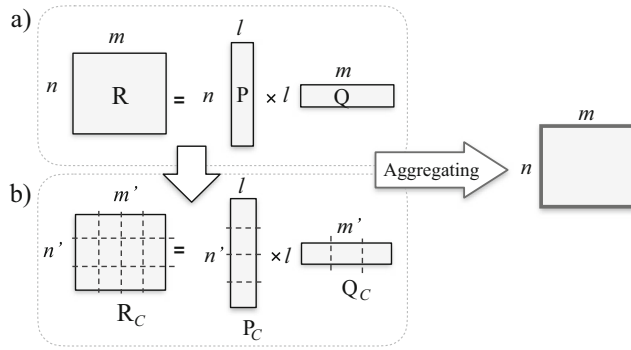 a)
m
n
R
=
n
l
P
× l
m
Q
Aggregating
m
n
b)
m’
n’
R_C
=
l
n’
P_C
× l
m’
Q_C